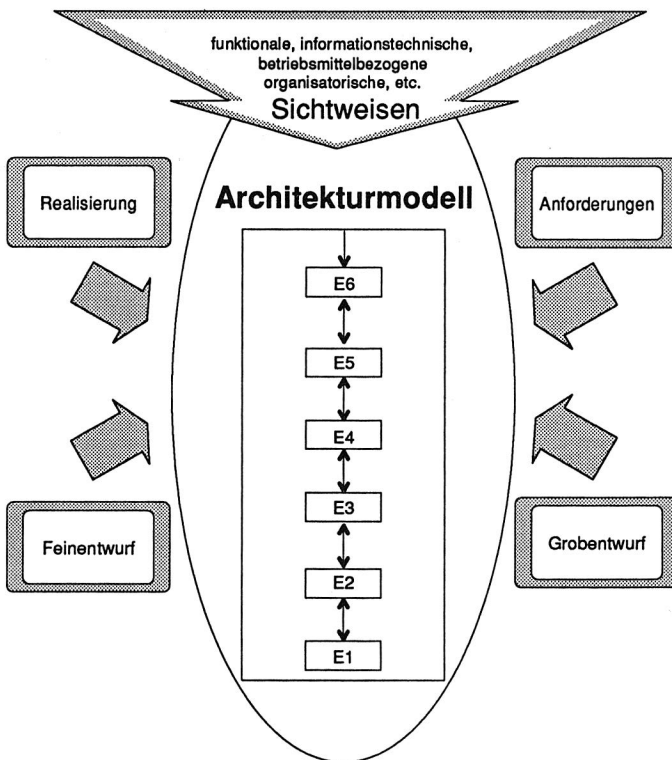 funktionale, informationstechnische,
betriebsmittelbezogene
organisatorische, etc.
Sichtweisen
Realisierung
Architekturmodell
Anforderungen
E6
E5
E4
E3
E2
E1
Feinentwurf
Grobentwurf